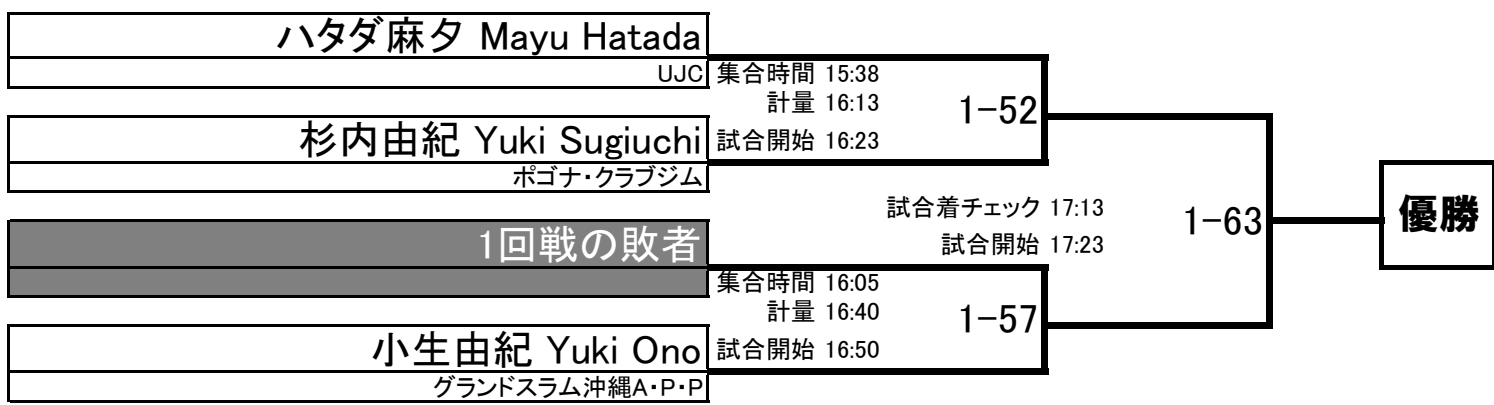 ハタダ麻夕 Mayu Hatada
UJC
集合時間 15:38
計量 16:13
1-52
杉内由紀 Yuki Sugiuchi
試合開始 16:23
ポゴナ・クラブジム
試合着チェック 17:13
1-63
優勝
1回戦の敗者
試合開始 17:23
集合時間 16:05
計量 16:40
1-57
小生由紀 Yuki Ono
試合開始 16:50
グランドスラム沖縄A・P・P